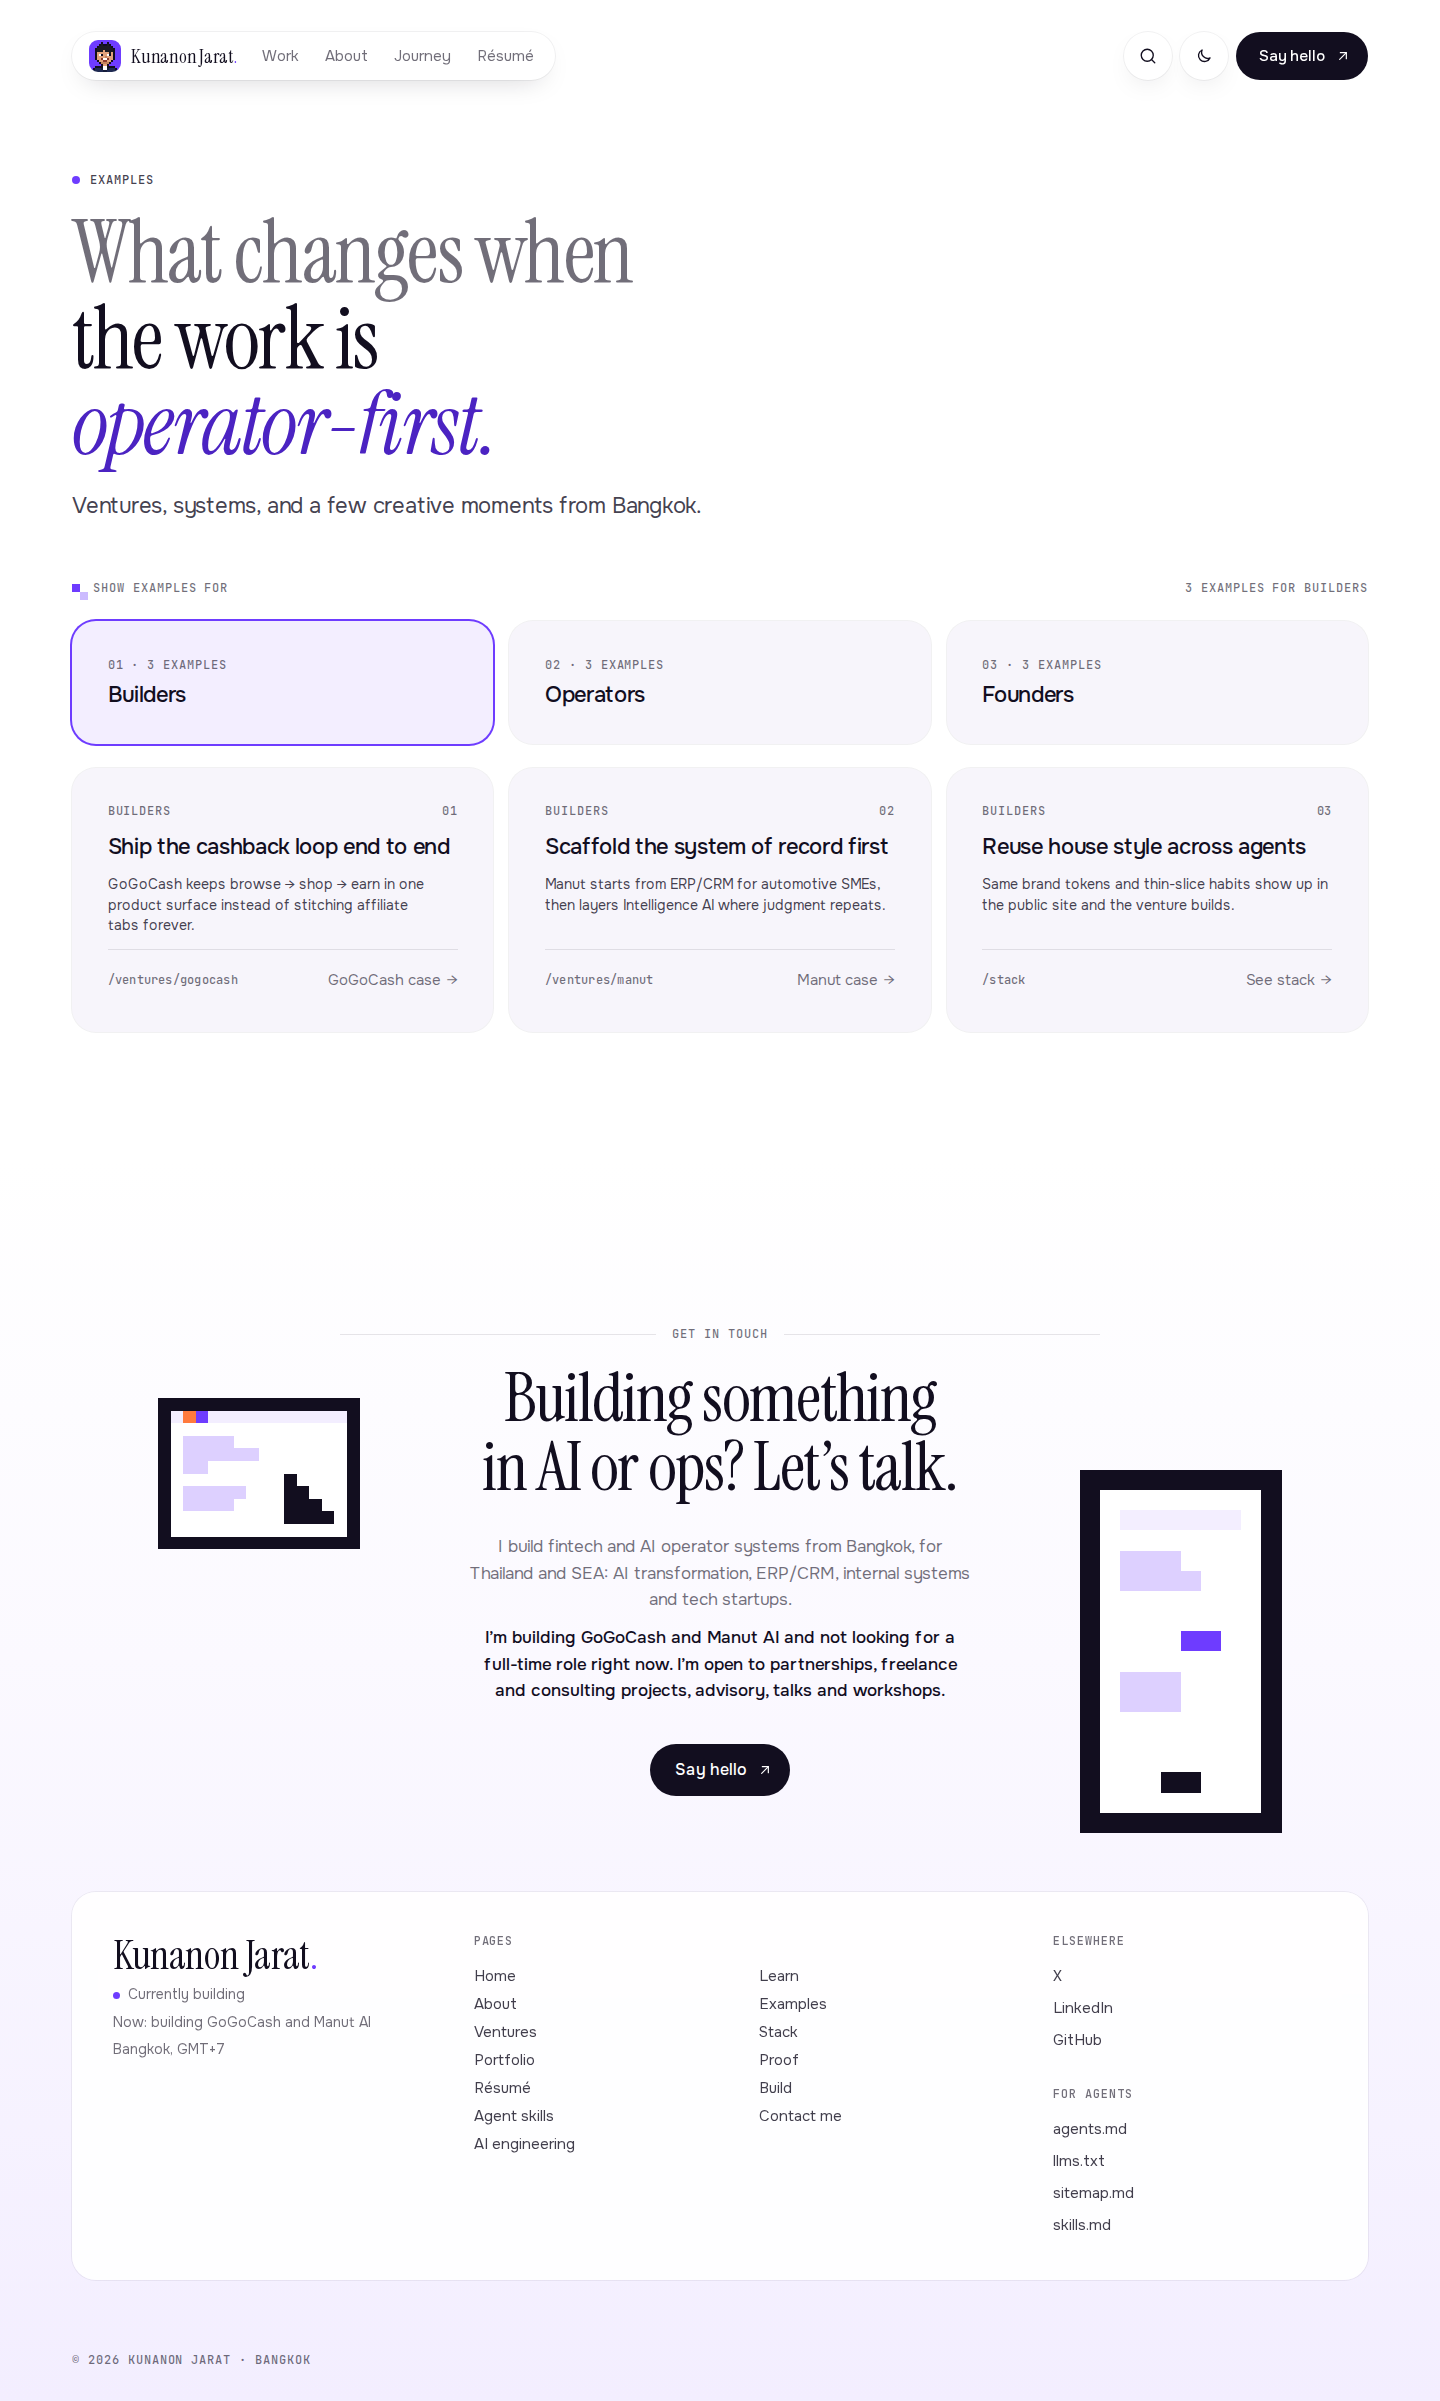 Kunanon Jarat.
Work
About
Journey
Résumé
Say hello
EXAMPLES
What changes when
the work is
operator-first.
Ventures, systems, and a few creative moments from Bangkok.
SHOW EXAMPLES FOR
3 EXAMPLES FOR BUILDERS
01 · 3 EXAMPLES
Builders
02 · 3 EXAMPLES
Operators
03 · 3 EXAMPLES
Founders
BUILDERS 01
Ship the cashback loop end to end
GoGoCash keeps browse → shop → earn in one
product surface instead of stitching affiliate
tabs forever.
/ventures/gogocash
GoGoCash case →
BUILDERS 02
Scaffold the system of record first
Manut starts from ERP/CRM for automotive SMEs,
then layers Intelligence AI where judgment repeats.
/ventures/manut
Manut case →
BUILDERS 03
Reuse house style across agents
Same brand tokens and thin-slice habits show up in
the public site and the venture builds.
/stack
See stack →
GET IN TOUCH
Building something
in AI or ops? Let’s talk.
I build fintech and AI operator systems from Bangkok, for
Thailand and SEA: AI transformation, ERP/CRM, internal systems
and tech startups.
I’m building GoGoCash and Manut AI and not looking for a
full-time role right now. I’m open to partnerships, freelance
and consulting projects, advisory, talks and workshops.
Say hello
Kunanon Jarat.
Currently building
Now: building GoGoCash and Manut AI
Bangkok, GMT+7
PAGES
Home
About
Ventures
Portfolio
Résumé
Agent skills
AI engineering
Learn
Examples
Stack
Proof
Build
Contact me
ELSEWHERE
X
LinkedIn
GitHub
FOR AGENTS
agents.md
llms.txt
sitemap.md
skills.md
© 2026 KUNANON JARAT · BANGKOK